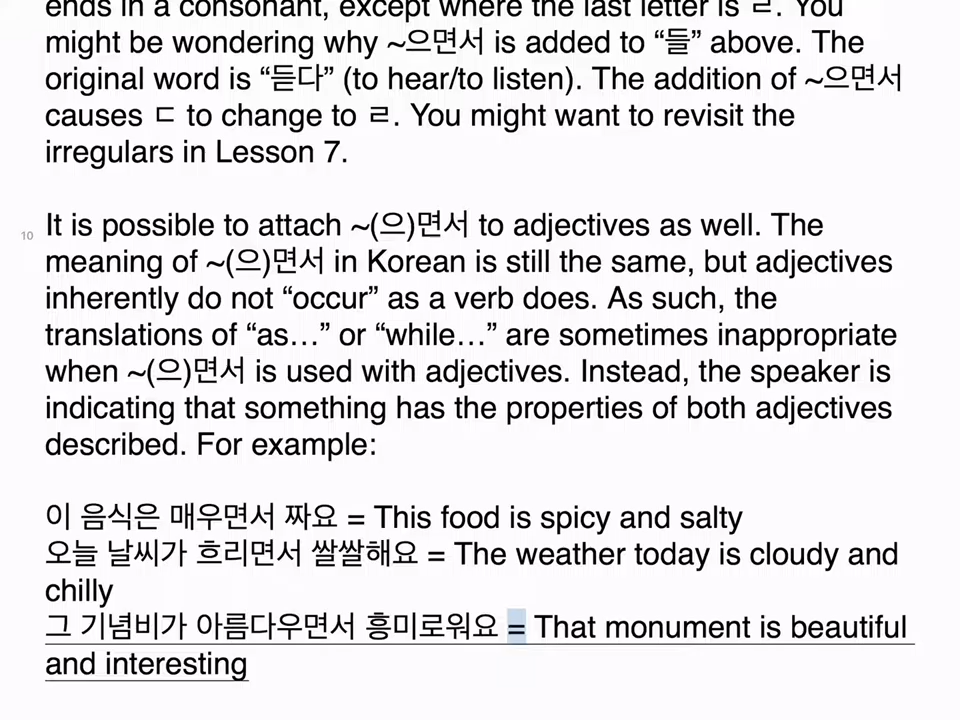 ends in a consonant, except where the last letter is ㄹ. You
might be wondering why ~으면서 is added to “들” above. The
original word is “듣다” (to hear/to listen). The addition of ~으면서
causes ㄷ to change to ㄹ. You might want to revisit the
irregulars in Lesson 7.
10
It is possible to attach ~(으)면서 to adjectives as well. The
meaning of ~(으)면서 in Korean is still the same, but adjectives
inherently do not “occur” as a verb does. As such, the
translations of “as…” or “while…” are sometimes inappropriate
when ~(으)면서 is used with adjectives. Instead, the speaker is
indicating that something has the properties of both adjectives
described. For example:
이 음식은 매우면서 짜요 = This food is spicy and salty
오늘 날씨가 흐리면서 쌀쌀해요 = The weather today is cloudy and
chilly
그 기념비가 아름다우면서 흥미로워요 = That monument is beautiful
and interesting